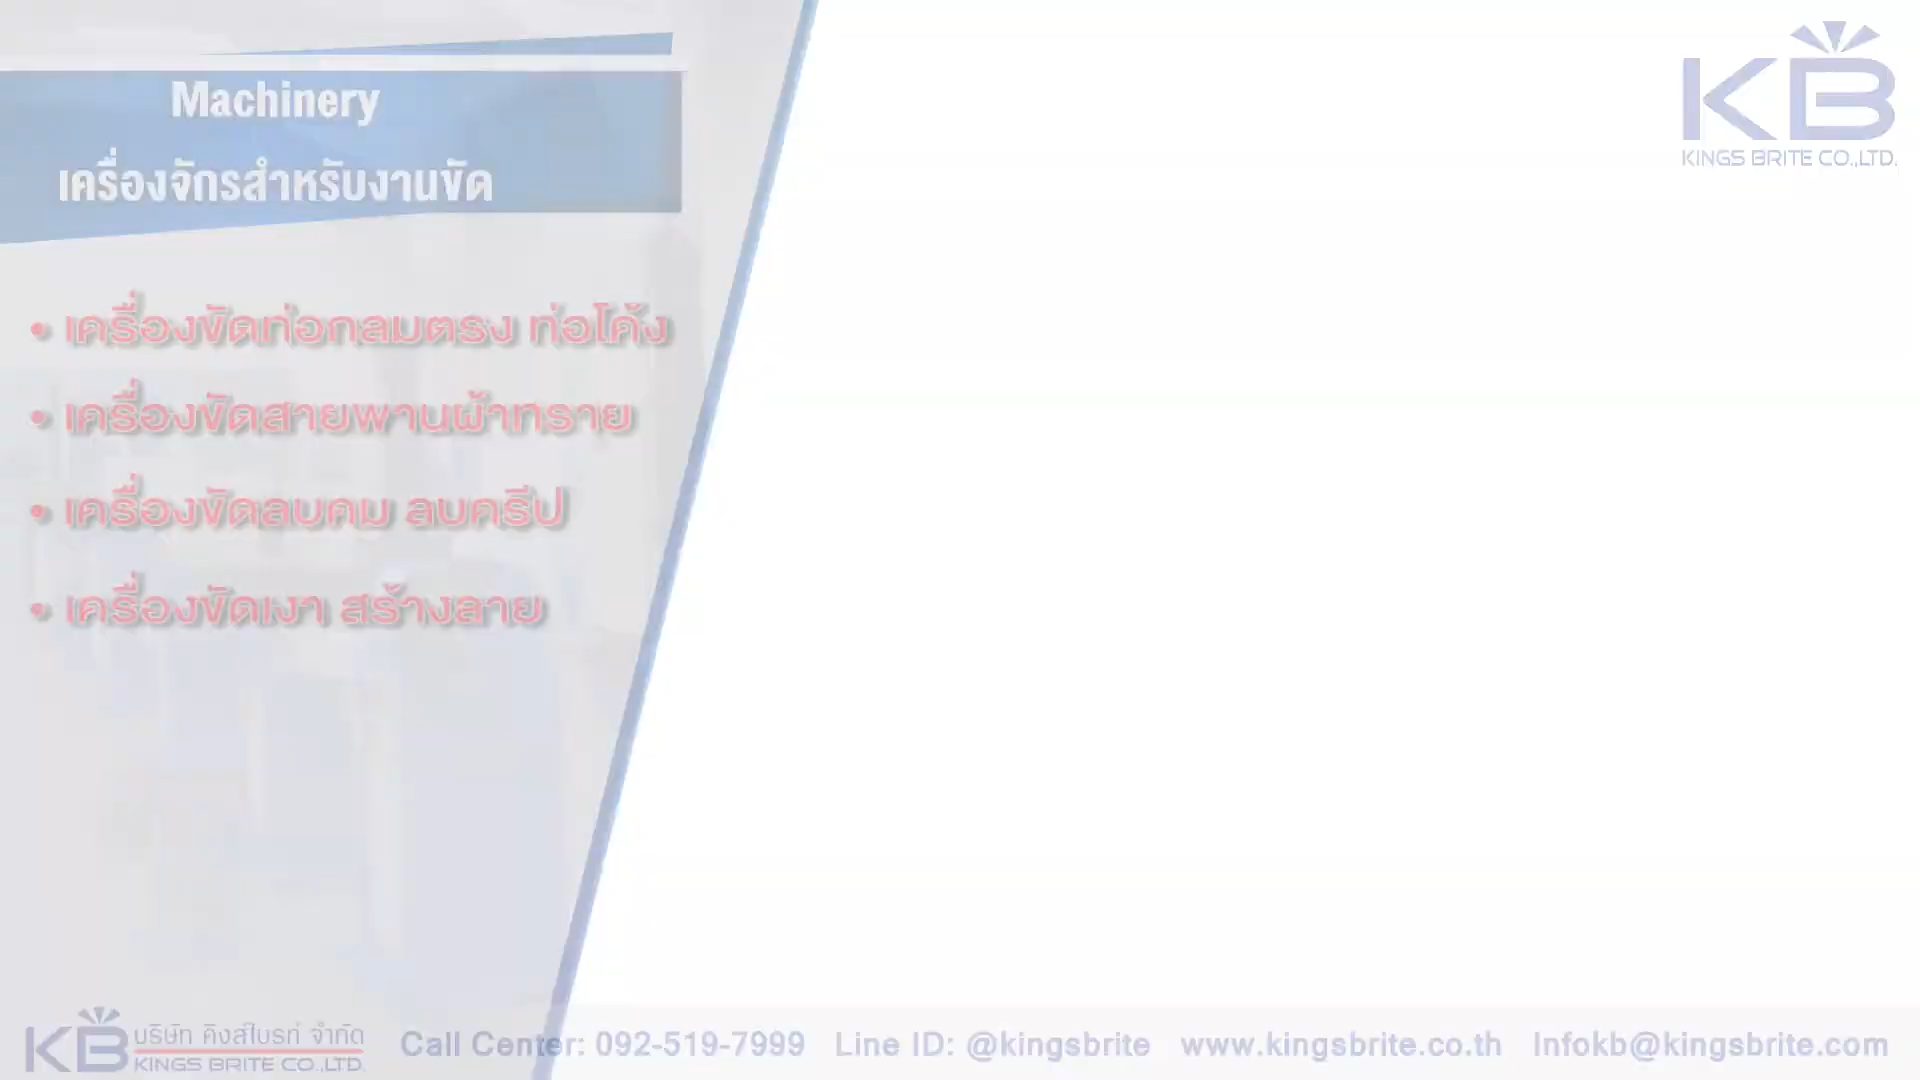 Machinery
เครื่องจักรสำหรับงานขัด
• เครื่องขัดท่อกลมตรง ท่อโค้ง
• เครื่องขัดสายพานผ้าทราย
• เครื่องขัดลบคม ลบครีป
• เครื่องขัดเงา สร้างลาย
KB
KINGS BRITE CO.,LTD.
KB บริษัท คิงส์ไบรท์ จำกัด
KINGS BRITE CO.,LTD.
Call Center: 092-519-7999 Line ID: @kingsbrite www.kingsbrite.co.th Infokb@kingsbrite.com